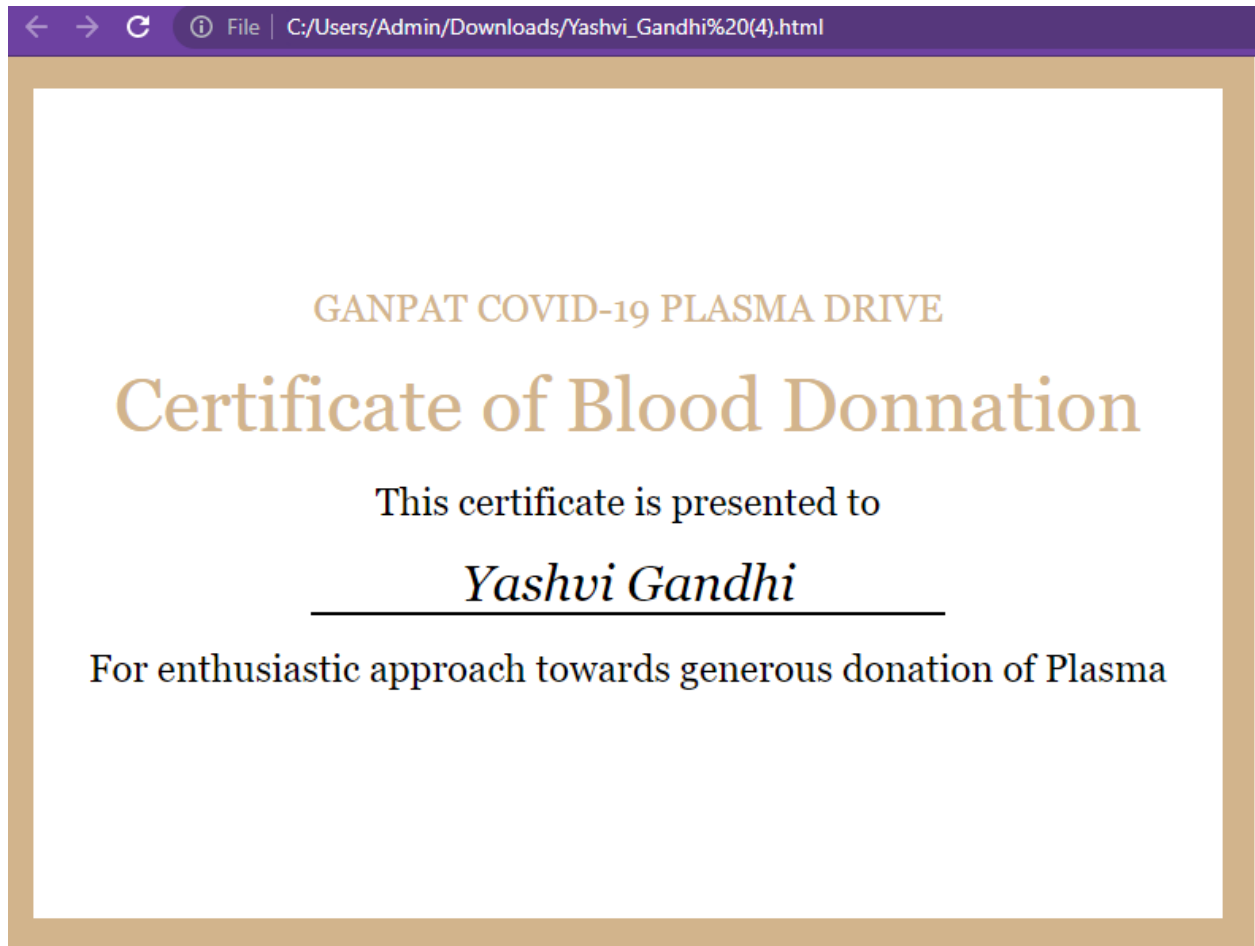 File | C:/Users/Admin/Downloads/Yashvi_Gandhi%20(4).html
GANPAT COVID-19 PLASMA DRIVE
Certificate of Blood Donnation
This certificate is presented to
Yashvi Gandhi
For enthusiastic approach towards generous donation of Plasma